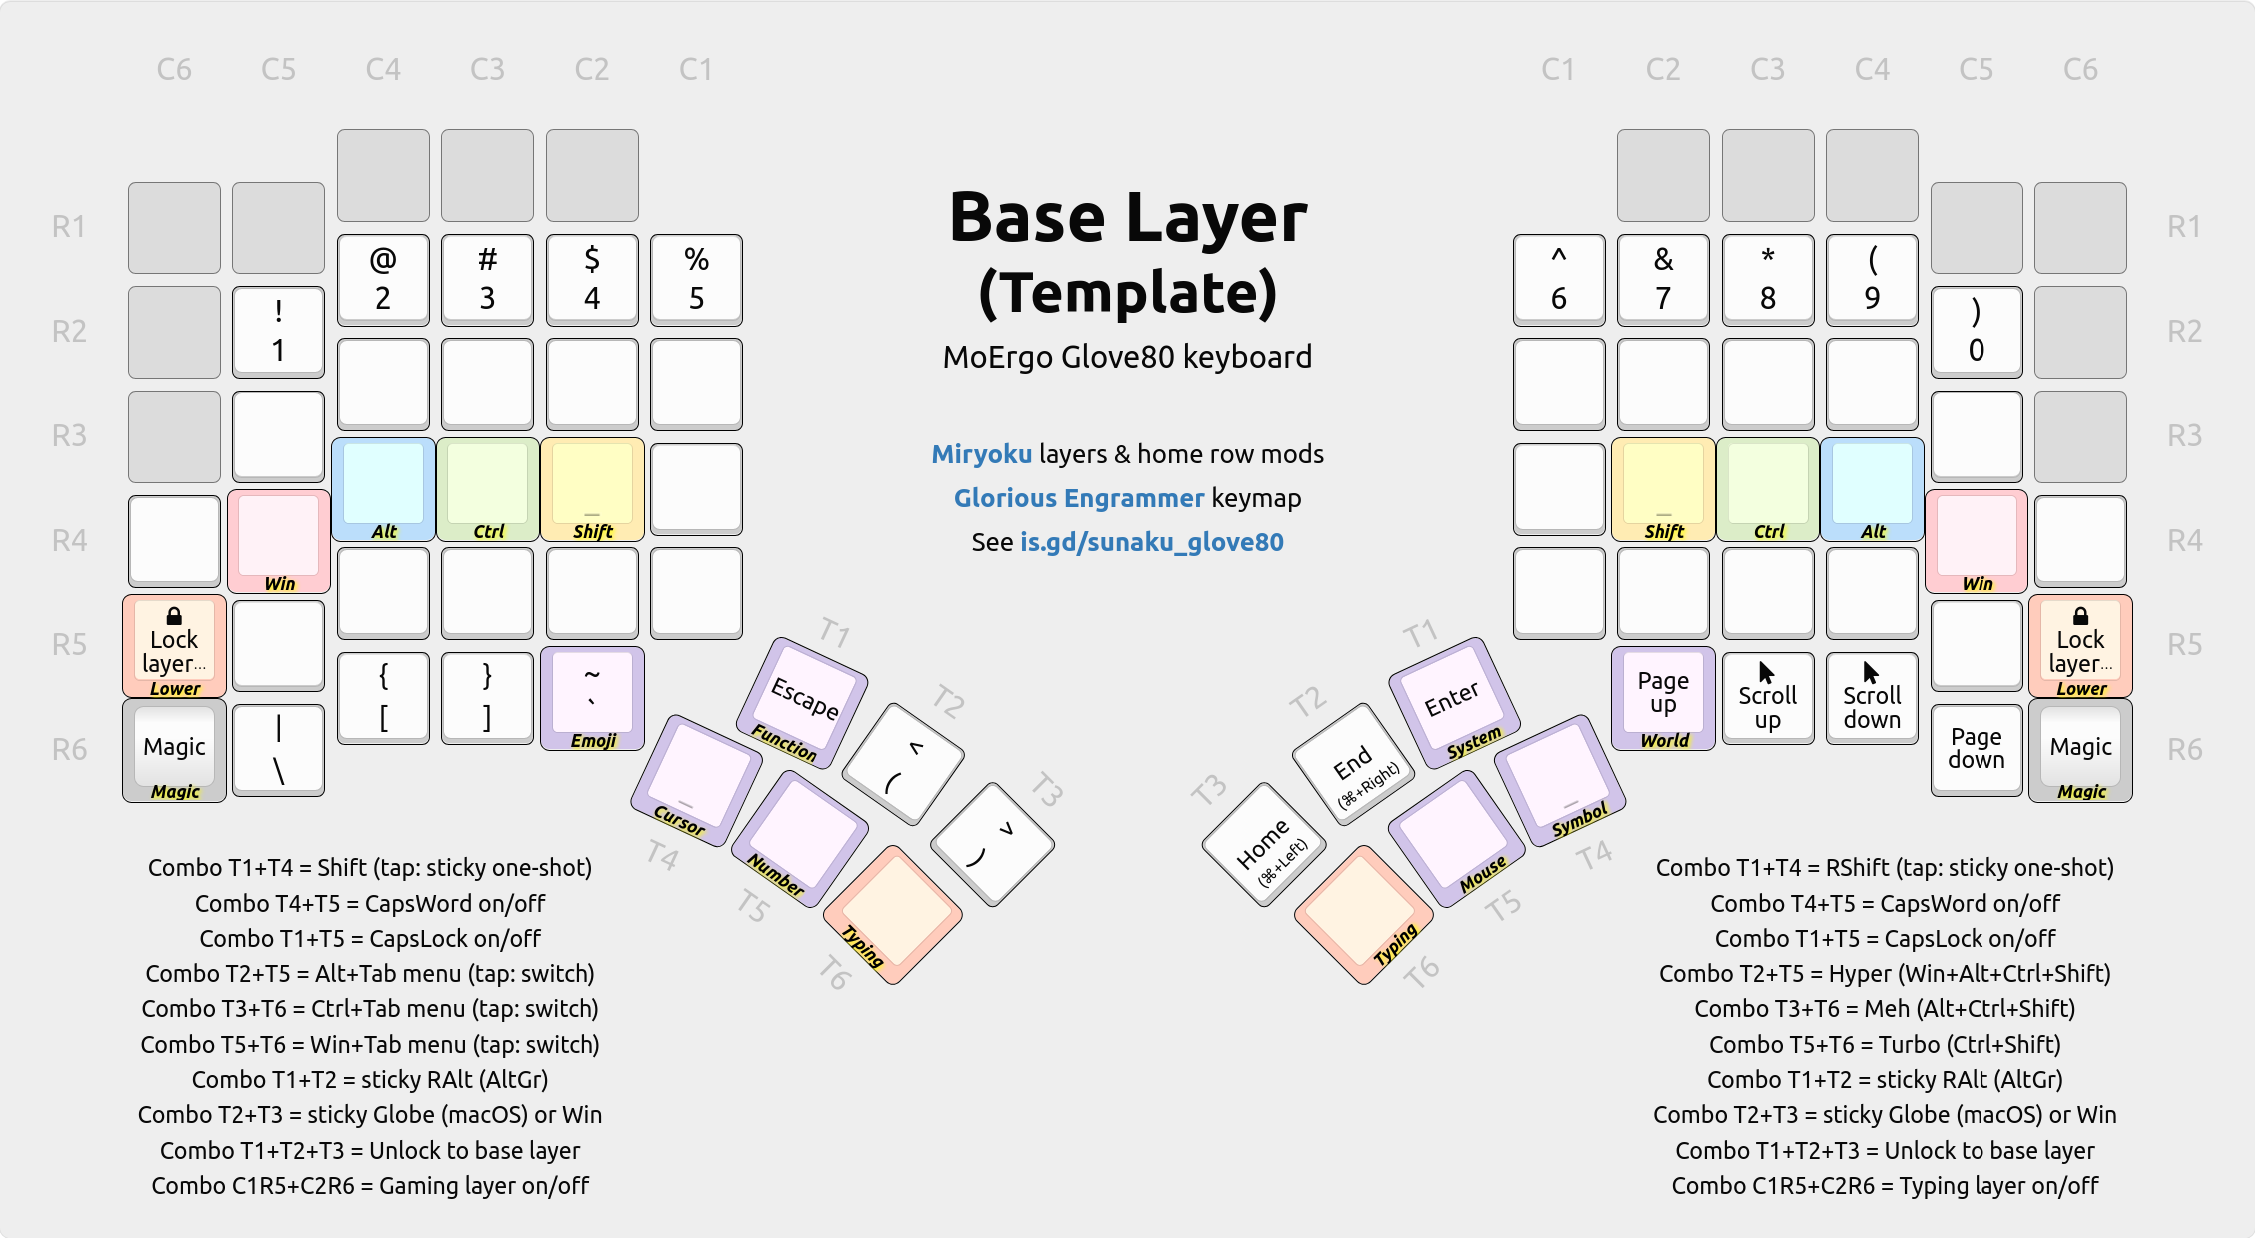 C6 C5 C4 C3 C2 C1
C1 C2 C3 C4 C5 C6
R1
R1
Base Layer
(Template)
MoErgo Glove80 keyboard
Miryoku layers & home row mods
Glorious Engrammer keymap
See is.gd/sunaku_glove80
@ # $ %
2 3 4 5
^ & * (
6 7 8 9
R2
!
1
)
0
R2
R3
R3
_
_
Alt Ctrl Shift
Shift Ctrl Alt
R4
Win
Win
R4
R5
Lock
layer...
Lower
Lock
layer...
Lower
R5
{ } ~
[ ] `
Emoji
Page
up
World
Scroll
up
Scroll
down
R6
Magic
Magic
|
\
Page
down
Magic
Magic
R6
T1
Escape
Function
T2
^
(
T3
v
)
_
Cursor
T4
Number
T5
Typing
T6
T1
Enter
System
T2
End
(⌘+Right)
T3
Home
(⌘+Left)
_
Symbol
T4
Mouse
T5
Typing
T6
Combo T1+T4 = Shift (tap: sticky one-shot)
Combo T4+T5 = CapsWord on/off
Combo T1+T5 = CapsLock on/off
Combo T2+T5 = Alt+Tab menu (tap: switch)
Combo T3+T6 = Ctrl+Tab menu (tap: switch)
Combo T5+T6 = Win+Tab menu (tap: switch)
Combo T1+T2 = sticky RAlt (AltGr)
Combo T2+T3 = sticky Globe (macOS) or Win
Combo T1+T2+T3 = Unlock to base layer
Combo C1R5+C2R6 = Gaming layer on/off
Combo T1+T4 = RShift (tap: sticky one-shot)
Combo T4+T5 = CapsWord on/off
Combo T1+T5 = CapsLock on/off
Combo T2+T5 = Hyper (Win+Alt+Ctrl+Shift)
Combo T3+T6 = Meh (Alt+Ctrl+Shift)
Combo T5+T6 = Turbo (Ctrl+Shift)
Combo T1+T2 = sticky RAlt (AltGr)
Combo T2+T3 = sticky Globe (macOS) or Win
Combo T1+T2+T3 = Unlock to base layer
Combo C1R5+C2R6 = Typing layer on/off